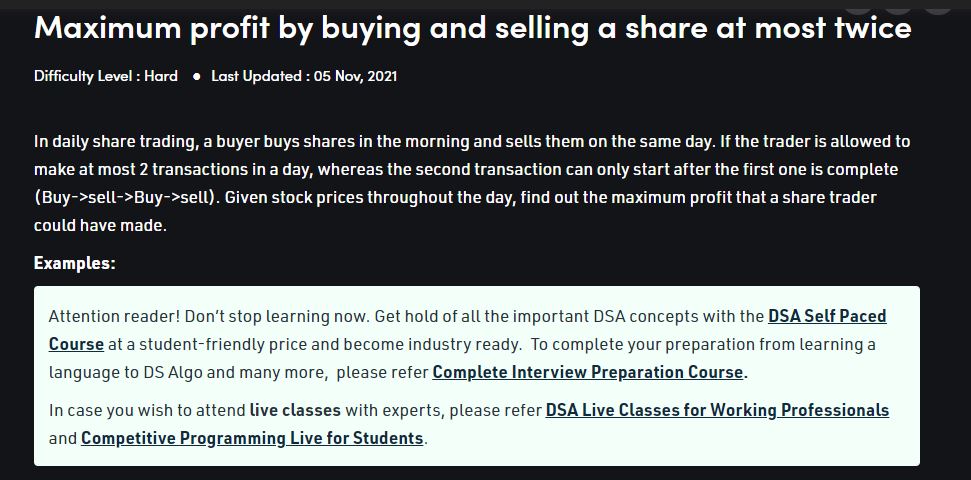 Maximum profit by buying and selling a share at most twice
Difficulty Level : Hard ● Last Updated : 05 Nov, 2021
In daily share trading, a buyer buys shares in the morning and sells them on the same day. If the trader is allowed to
make at most 2 transactions in a day, whereas the second transaction can only start after the first one is complete
(Buy->sell->Buy->sell). Given stock prices throughout the day, find out the maximum profit that a share trader
could have made.
Examples:
Attention reader! Don’t stop learning now. Get hold of all the important DSA concepts with the DSA Self Paced
Course at a student-friendly price and become industry ready.  To complete your preparation from learning a
language to DS Algo and many more,  please refer Complete Interview Preparation Course.
In case you wish to attend live classes with experts, please refer DSA Live Classes for Working Professionals
and Competitive Programming Live for Students.